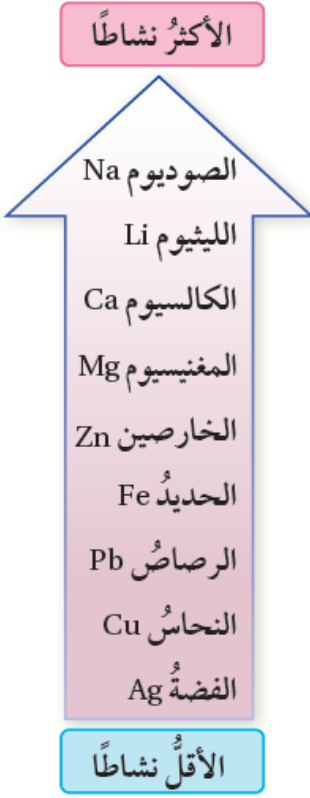 الأكثرُ نشاطًا
الصوديوم Na
الليثيوم Li
الكالسيوم Ca
المغنيسيوم Mg
الخارصين Zn
الحديدُ Fe
الرصاصُ Pb
النحاسُ Cu
الفضةُ Ag
الأقلُّ نشاطًا